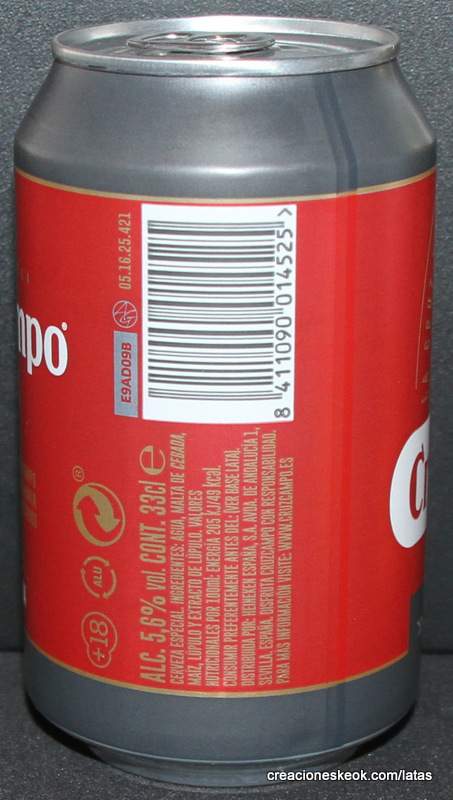 mpo
05.16.25.421
E9AD09B
8 411090 014525 >
+18
ALU
®
ALC. 5,6% vol. CONT. 33cl e
CERVEZA ESPECIAL. INGREDIENTES: AGUA, MALTA DE CEBADA,
MAÍZ, LÚPULO Y EXTRACTO DE LÚPULO. VALORES
NUTRICIONALES POR 100ml: ENERGÍA, 205 kJ/49 kcal.
CONSUMIR PREFERENTEMENTE ANTES DEL: VER BASE LATA.
DISTRIBUIDA POR: HEINEKEN ESPAÑA, S.A. AVDA. DE ANDALUCÍA 1,
SEVILLA. ESPAÑA. DISFRUTA CRUZCAMPO CON RESPONSABILIDAD.
PARA MÁS INFORMACIÓN VISITE: WWW.CRUZCAMPO.ES
creacioneskeok.com/latas